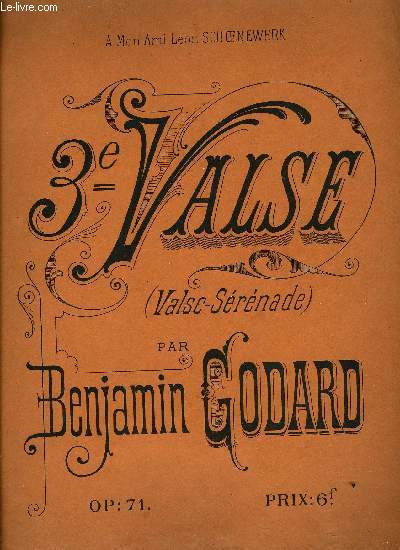 Le-livre.com
A Mon Ami Léon SCHŒNEWERK
3e VALSE
(Valse-Sérénade)
PAR
Benjamin GODARD
OP: 71.
PRIX: 6f